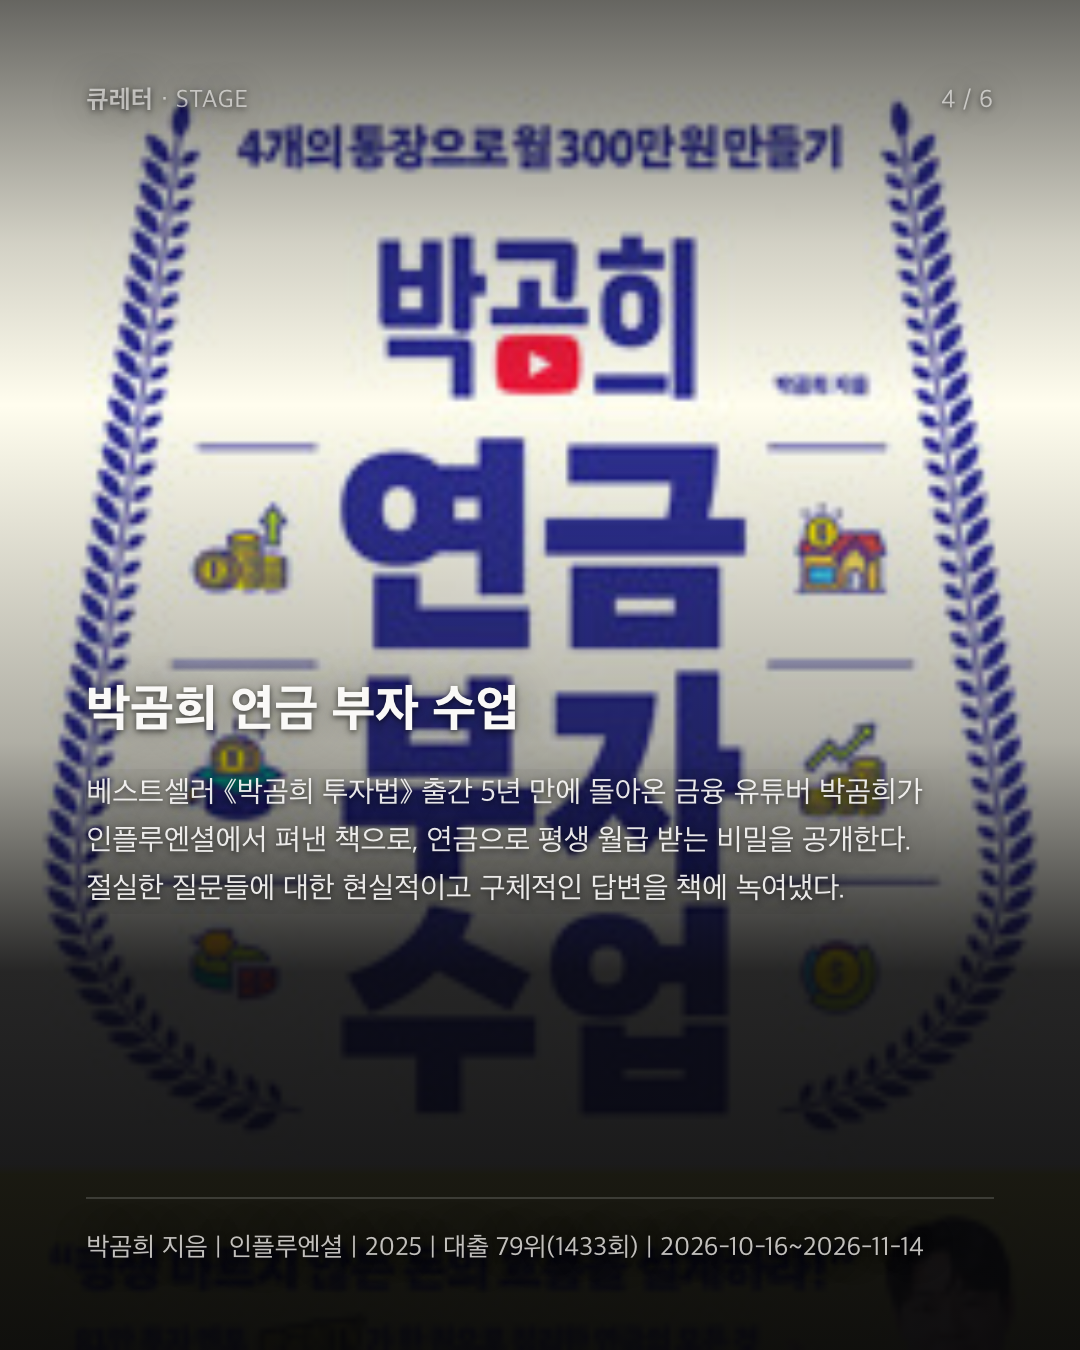 큐레터 · STAGE
4 / 6
4개의 통장으로 월 300만 원 만들기
박곰희
박곰희 지음
연금
부자
수업
박곰희 연금 부자 수업
베스트셀러 《박곰희 투자법》 출간 5년 만에 돌아온 금융 유튜버 박곰희가
인플루엔셜에서 펴낸 책으로, 연금으로 평생 월급 받는 비밀을 공개한다.
절실한 질문들에 대한 현실적이고 구체적인 답변을 책에 녹여냈다.
박곰희 지음 | 인플루엔셜 | 2025 | 대출 79위(1433회) | 2026-10-16~2026-11-14